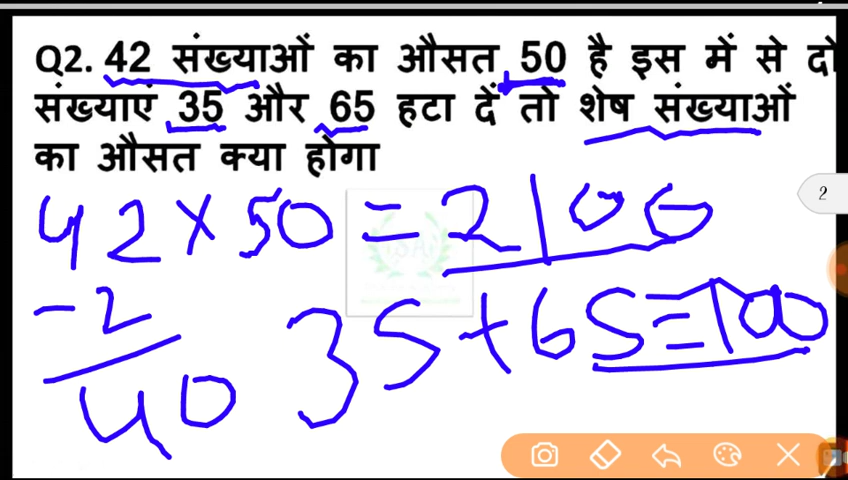 Q2. 42 संख्याओं का औसत 50 है इस में से दो
संख्याएं 35 और 65 हटा दें तो शेष संख्याओं
का औसत क्या होगा
42 × 50 = 2100
2
- 2
35 + 65 = 100
40